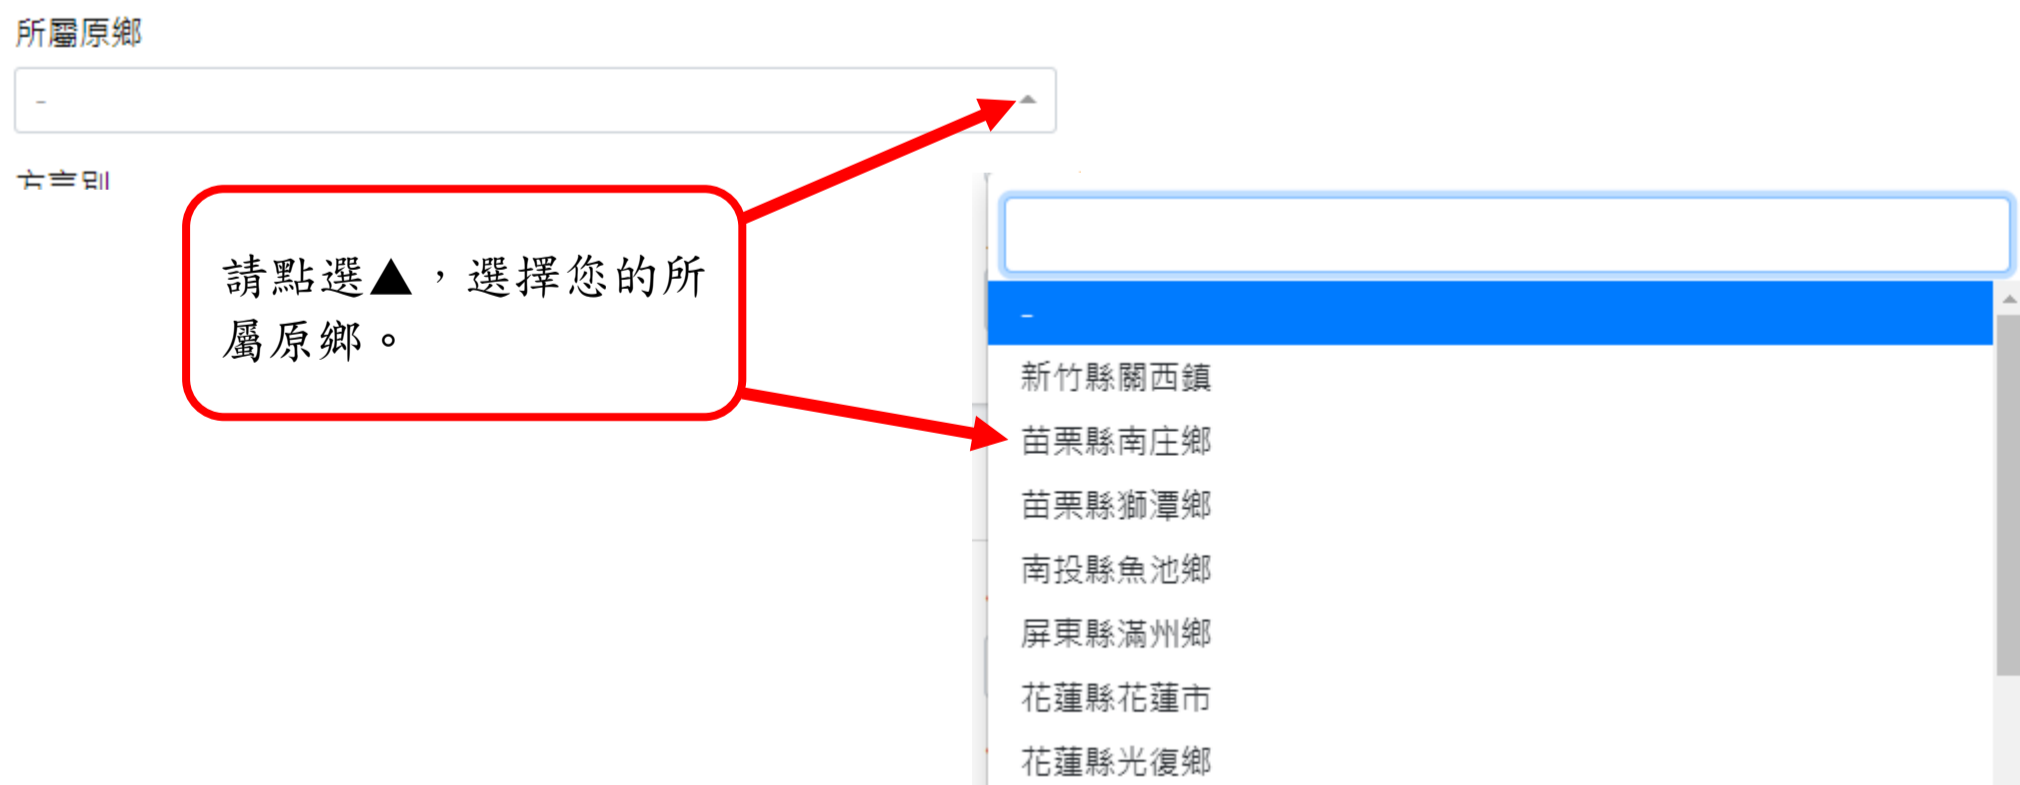 所屬原鄉
-
方言別
請點選▲，選擇您的所
屬原鄉。
-
新竹縣關西鎮
苗栗縣南庄鄉
苗栗縣獅潭鄉
南投縣魚池鄉
屏東縣滿州鄉
花蓮縣花蓮市
花蓮縣光復鄉